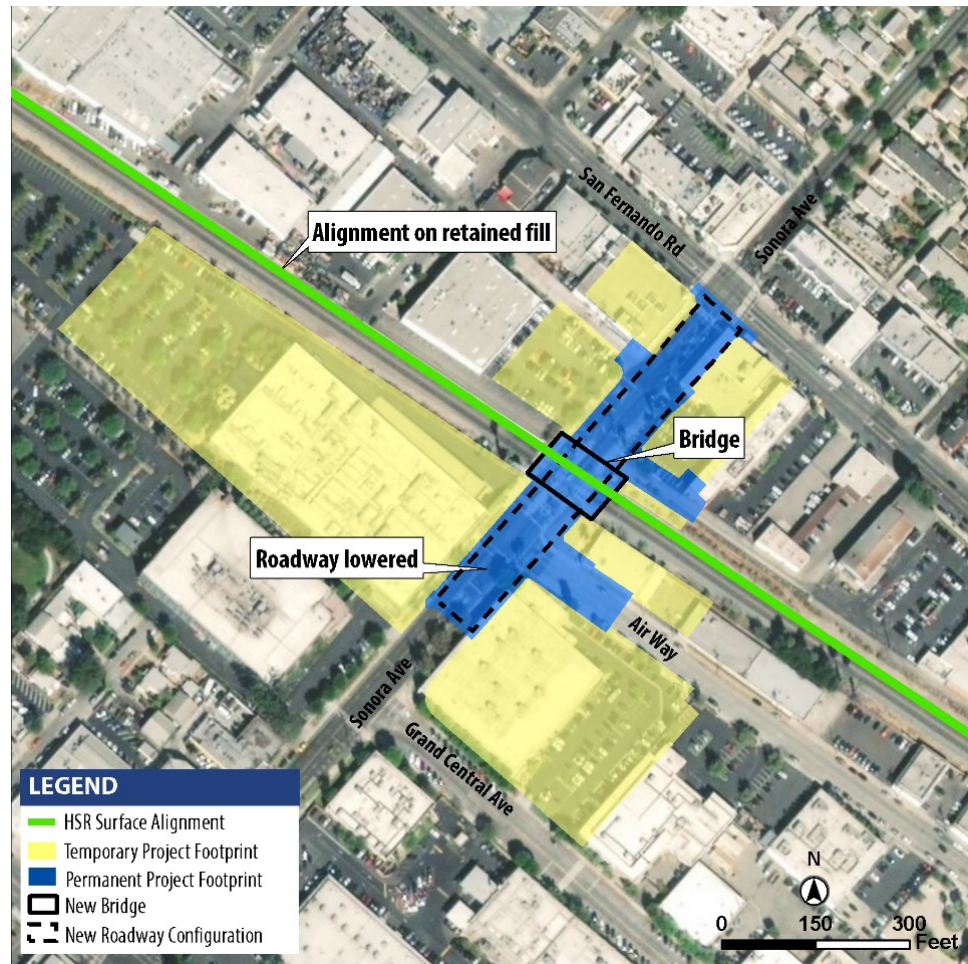 San Fernando Rd
Sonora Ave
Alignment on retained fill
Bridge
Roadway lowered
Air Way
Sonora Ave
Grand Central Ave
LEGEND
HSR Surface Alignment
Temporary Project Footprint
Permanent Project Footprint
New Bridge
New Roadway Configuration
N
0 150 300
Feet